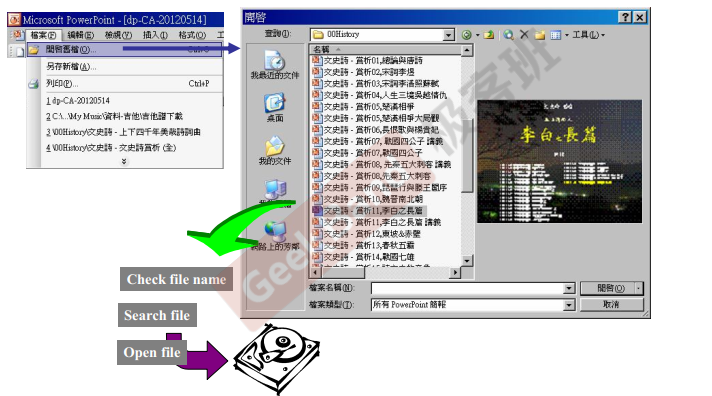 Microsoft PowerPoint - [dp-CA-20120514]
檔案(F) 編輯(E) 檢視(V) 插入(I) 格式(O) 工
開啓舊檔(O)... Ctrl+O
另存新檔(A)...
列印(P)... Ctrl+P
1 dp-CA-20120514
2 C:\...\My Music\資料-吉他\吉他譜下載
3 \00History\文史詩 - 上下四千年美歌詩詞曲
4 \00History\文史詩 - 文史詩賞析 (全)
開啓
查詢(I): 00History 工具(L)
我最近的文件
桌面
我的文件
網路上的芳鄰
名稱
文史詩 - 賞析01,總論與唐詩
文史詩 - 賞析02,宋詞李煜
文史詩 - 賞析03,宋詞李清照蘇軾
文史詩 - 賞析04,人生三境吳越情仇
文史詩 - 賞析05,楚漢相爭
文史詩 - 賞析05,楚漢相爭大局觀
文史詩 - 賞析06,長恨歌與楊貴妃
文史詩 - 賞析07, 戰國四公子 講義
文史詩 - 賞析07,戰國四公子
文史詩 - 賞析08, 先秦五大刺客 講義
文史詩 - 賞析08,先秦五大刺客
文史詩 - 賞析09,琵琶行與滕王閣序
文史詩 - 賞析10,魏晉南北朝
文史詩 - 賞析11,李白之長篇
文史詩 - 賞析11,李白之長篇 講義
文史詩 - 賞析12,東坡&赤壁
文史詩 - 賞析13,春秋五霸
文史詩 - 賞析14,戰國七雄
李白之長篇
檔案名稱(N): 開啓(O)
檔案類型(T): 所有 PowerPoint 簡報 取消
Check file name
Search file
Open file